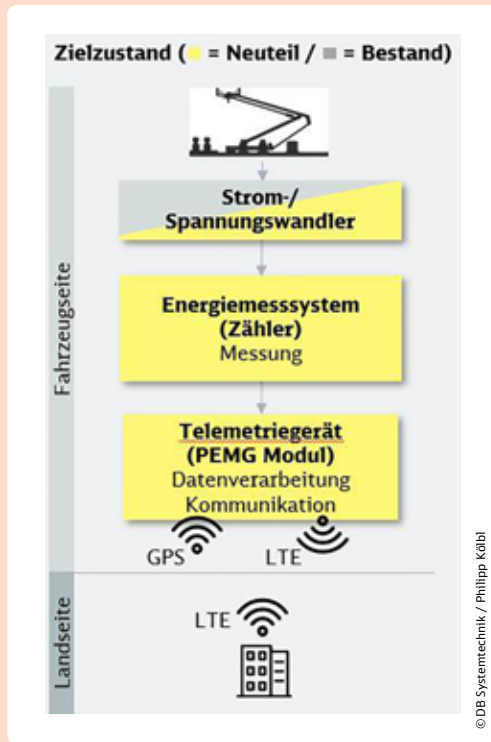 Zielzustand (■ = Neuteil / ■ = Bestand)
Fahrzeugseite
Strom-/
Spannungswandler
Energiemesssystem
(Zähler)
Messung
Telemetriegerät
(PEMG Modul)
Datenverarbeitung
Kommunikation
GPS
LTE
Landseite
LTE
© DB Systemtechnik / Philipp Kölbl